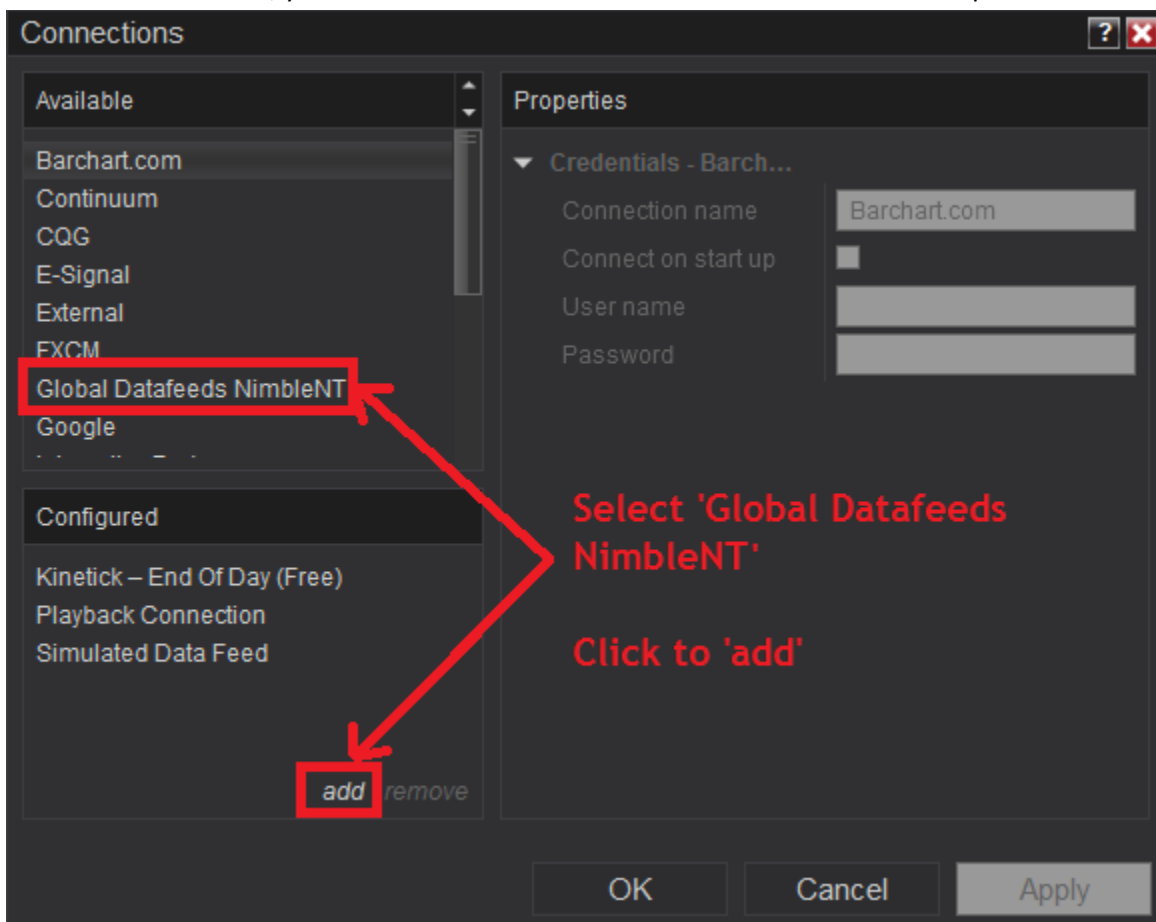 Connections
?
Available
Barchart.com
Continuum
CQG
E-Signal
External
FXCM
Global Datafeeds NimbleNT
Google
Configured
Kinetick – End Of Day (Free)
Playback Connection
Simulated Data Feed
add remove
Properties
Credentials - Barch...
Connection name Barchart.com
Connect on start up
User name
Password
Select 'Global Datafeeds
NimbleNT'
Click to 'add'
OK Cancel Apply